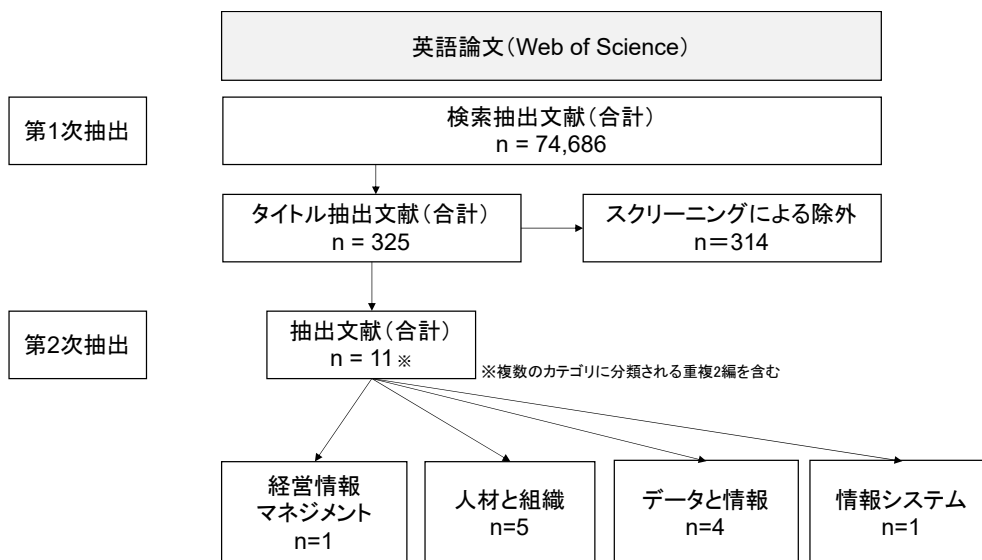 英語論文（Web of Science）
第1次抽出
検索抽出文献（合計）
n = 74,686
タイトル抽出文献（合計）
n = 325
スクリーニングによる除外
n＝314
第2次抽出
抽出文献（合計）
n = 11※
※複数のカテゴリに分類される重複2編を含む
経営情報
マネジメント
n=1
人材と組織
n=5
データと情報
n=4
情報システム
n=1